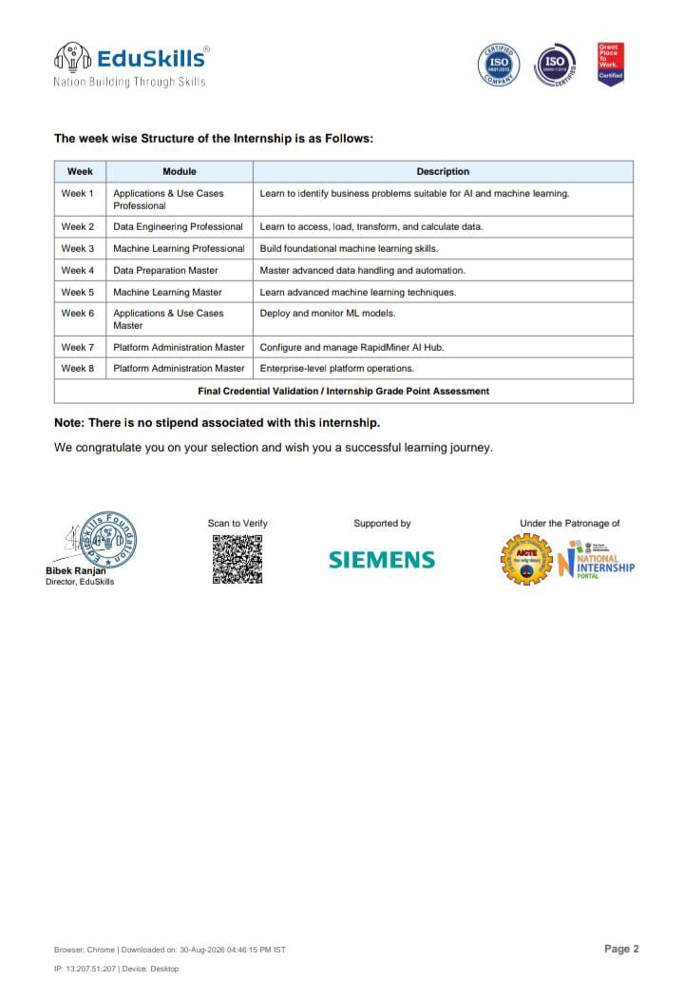 EduSkills®
Nation Building Through Skills
CERTIFIED
ISO
9001:2015
COMPANY
ISO
CERTIFIED
Great
Place
To
Work.
Certified
The week wise Structure of the Internship is as Follows:
Week Module Description
Week 1 Applications & Use Cases Professional Learn to identify business problems suitable for AI and machine learning.
Week 2 Data Engineering Professional Learn to access, load, transform, and calculate data.
Week 3 Machine Learning Professional Build foundational machine learning skills.
Week 4 Data Preparation Master Master advanced data handling and automation.
Week 5 Machine Learning Master Learn advanced machine learning techniques.
Week 6 Applications & Use Cases Master Deploy and monitor ML models.
Week 7 Platform Administration Master Configure and manage RapidMiner AI Hub.
Week 8 Platform Administration Master Enterprise-level platform operations.
Final Credential Validation / Internship Grade Point Assessment
Note: There is no stipend associated with this internship.
We congratulate you on your selection and wish you a successful learning journey.
EduSkills Foundation
Bibek Ranjan
Director, EduSkills
Scan to Verify
Supported by
SIEMENS
Under the Patronage of
AICTE
NATIONAL
INTERNSHIP
PORTAL
Browser: Chrome | Downloaded on: 30-Aug-2026 04:46:15 PM IST
Page 2
IP: 13.207.51.207 | Device: Desktop